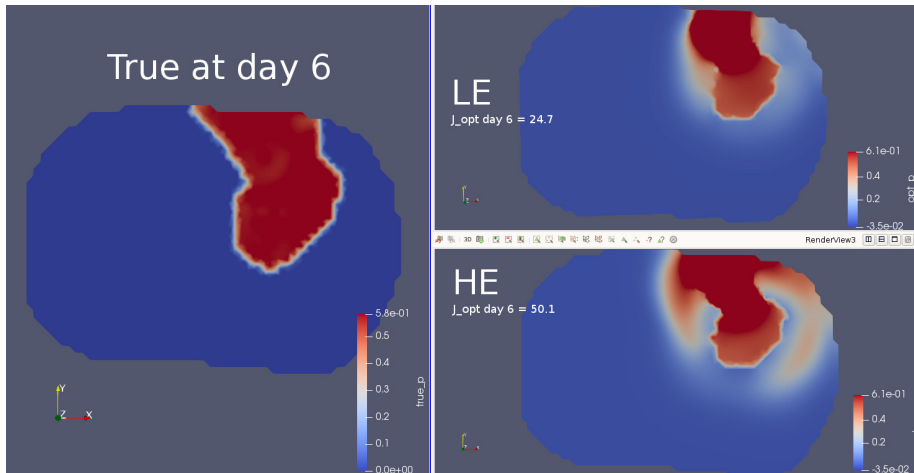 True at day 6
5.8e-01
0.5
0.4
0.3
0.2
0.1
0.0e+00
true_p
Y
Z
X
LE
J_opt day 6 = 24.7
6.1e-01
0.4
0.2
-3.5e-02
opt_p
3D
RenderView3
HE
J_opt day 6 = 50.1
6.1e-01
0.4
0.2
-3.5e-02